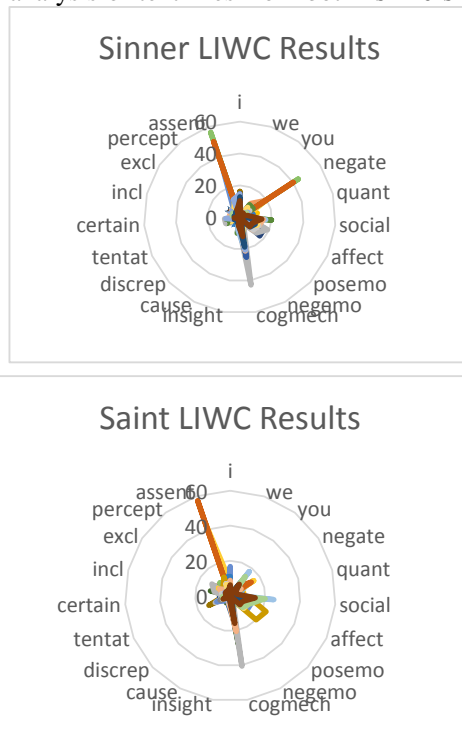 Sinner LIWC Results
i
assent 60 we
percept you
40
excl negate
incl 20 quant
certain 0 social
tentat affect
discrep posemo
cause negemo
insight cogmech
Saint LIWC Results
i
assent 60 we
percept you
40
excl negate
incl 20 quant
certain 0 social
tentat affect
discrep posemo
cause negemo
insight cogmech